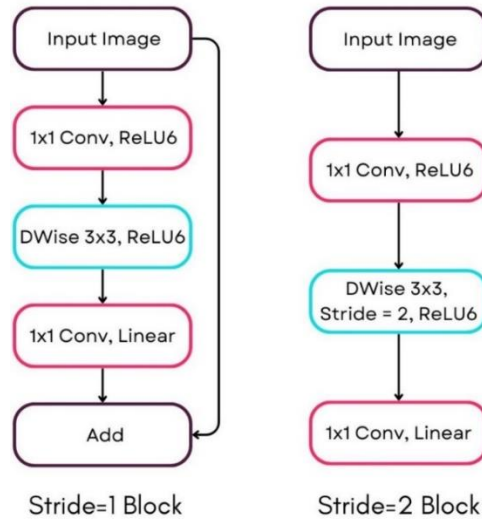 Input Image
1x1 Conv, ReLU6
DWise 3x3, ReLU6
1x1 Conv, Linear
Add
Stride=1 Block
Input Image
1x1 Conv, ReLU6
DWise 3x3,
Stride = 2, ReLU6
1x1 Conv, Linear
Stride=2 Block